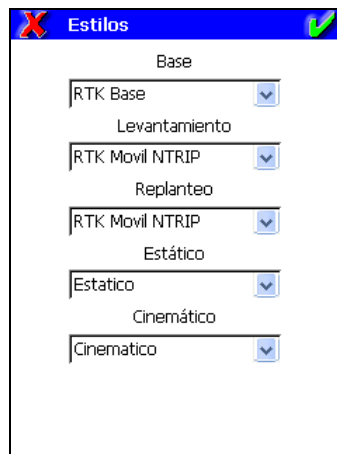 Estilos
Base
RTK Base
Levantamiento
RTK Movil NTRIP
Replanteo
RTK Movil NTRIP
Estático
Estatico
Cinemático
Cinematico